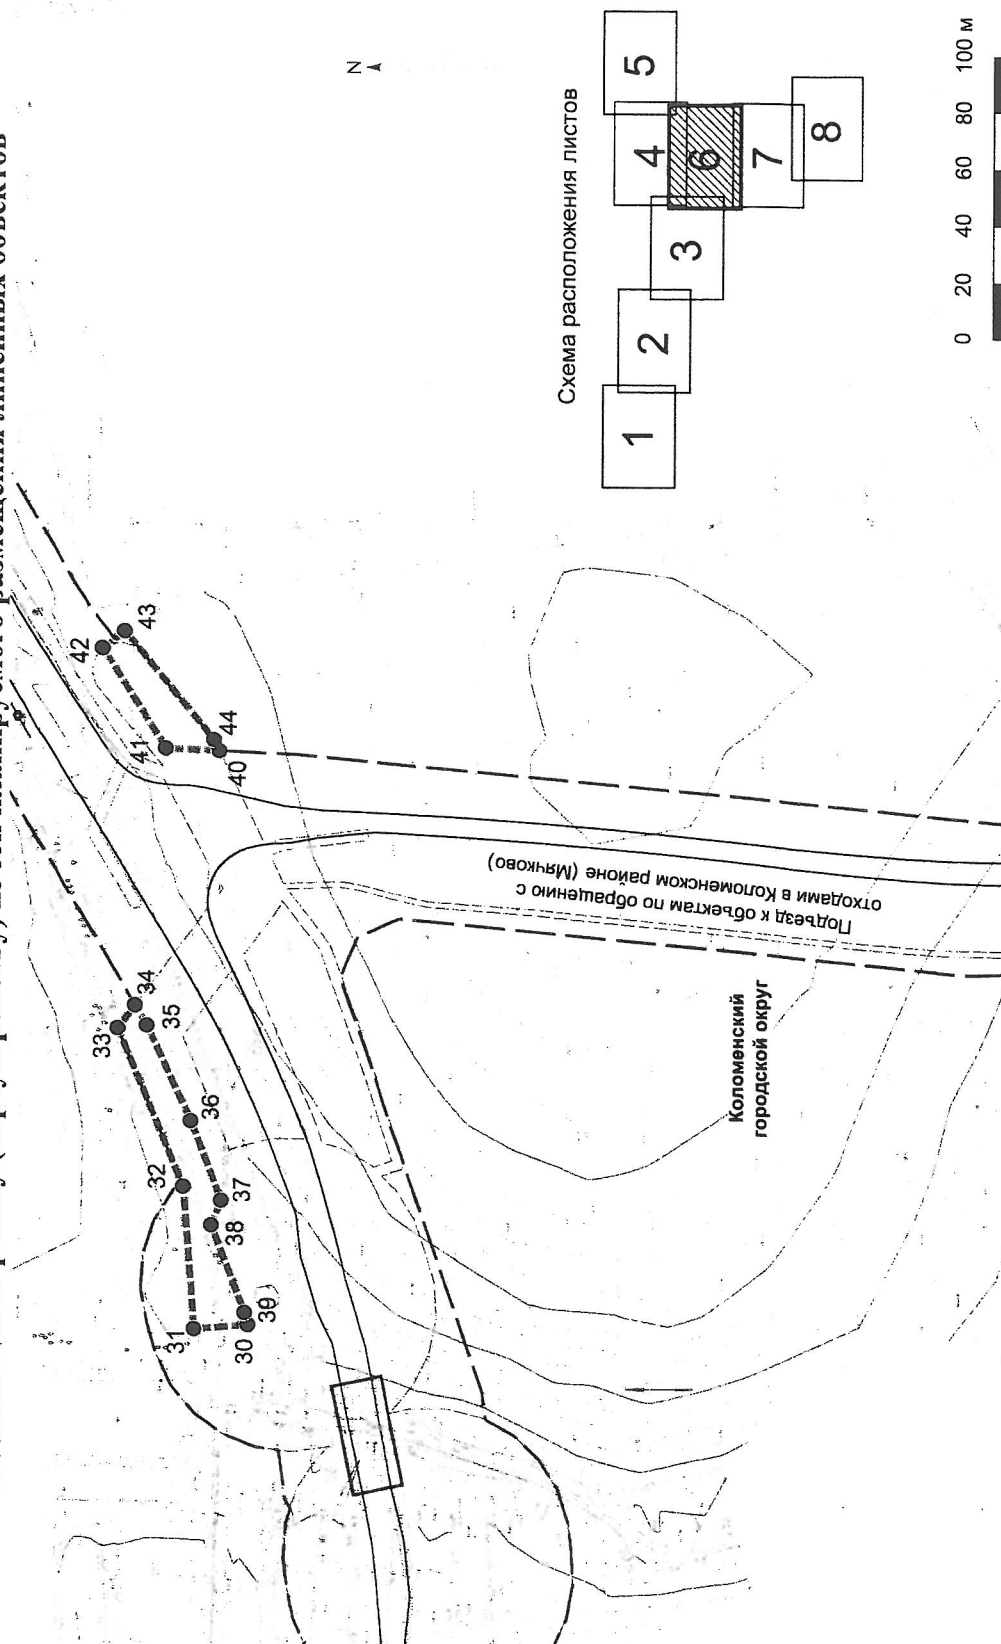 размещения линейных объектов
N
42
43
41
44
40
33
34
35
36
32
37
38
31
39
30
Подъезд к объектам по обращению с
отходами в Коломенском районе (Мячково)
Коломенский
городской округ
Схема расположения листов
1
2
3
4
5
6
7
8
0 20 40 60 80 100 м